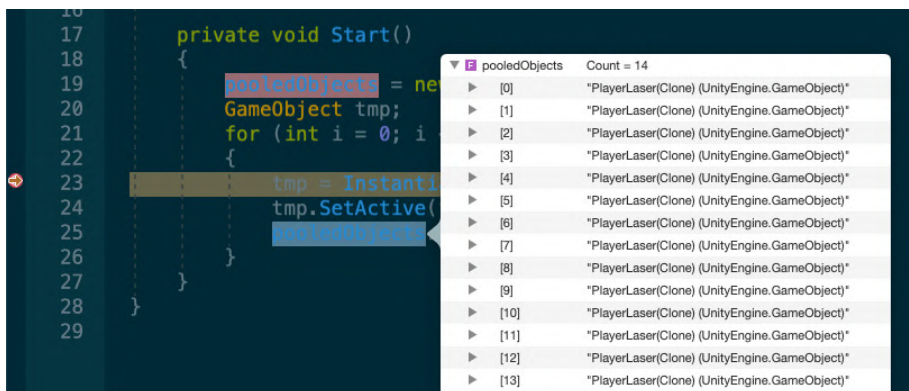 16
17 private void Start()
18 {
19 pooledObjects = new
20 GameObject tmp;
21 for (int i = 0; i
22 {
23 tmp = Instanti
24 tmp.SetActive(
25 pooledObjects
26 }
27 }
28 }
29
F pooledObjects Count = 14
[0] "PlayerLaser(Clone) (UnityEngine.GameObject)"
[1] "PlayerLaser(Clone) (UnityEngine.GameObject)"
[2] "PlayerLaser(Clone) (UnityEngine.GameObject)"
[3] "PlayerLaser(Clone) (UnityEngine.GameObject)"
[4] "PlayerLaser(Clone) (UnityEngine.GameObject)"
[5] "PlayerLaser(Clone) (UnityEngine.GameObject)"
[6] "PlayerLaser(Clone) (UnityEngine.GameObject)"
[7] "PlayerLaser(Clone) (UnityEngine.GameObject)"
[8] "PlayerLaser(Clone) (UnityEngine.GameObject)"
[9] "PlayerLaser(Clone) (UnityEngine.GameObject)"
[10] "PlayerLaser(Clone) (UnityEngine.GameObject)"
[11] "PlayerLaser(Clone) (UnityEngine.GameObject)"
[12] "PlayerLaser(Clone) (UnityEngine.GameObject)"
[13] "PlayerLaser(Clone) (UnityEngine.GameObject)"